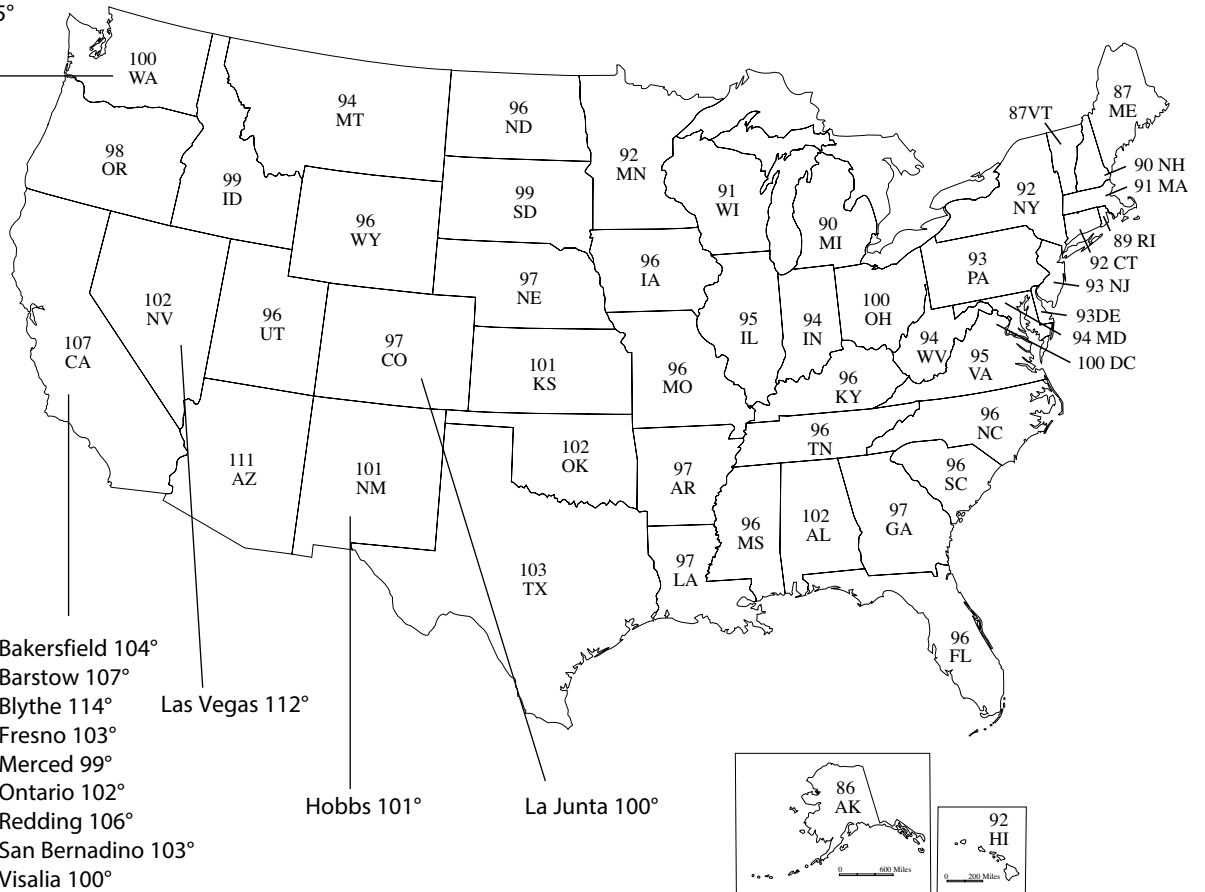 5°
100
WA
98
OR
99
ID
94
MT
96
WY
96
ND
99
SD
97
NE
92
MN
91
WI
90
MI
96
IA
87VT
87
ME
90 NH
91 MA
92
NY
89 RI
92 CT
93 NJ
93
PA
93DE
94 MD
100 DC
102
NV
96
UT
97
CO
107
CA
101
KS
96
MO
95
IL
94
IN
100
OH
94
WV
95
VA
96
KY
96
TN
96
NC
96
SC
111
AZ
101
NM
102
OK
97
AR
103
TX
97
LA
96
MS
102
AL
97
GA
96
FL
Bakersfield 104°
Barstow 107°
Blythe 114°
Fresno 103°
Merced 99°
Ontario 102°
Redding 106°
San Bernadino 103°
Visalia 100°
Las Vegas 112°
Hobbs 101°
La Junta 100°
86
AK
0 600 Miles
92
HI
0 200 Miles